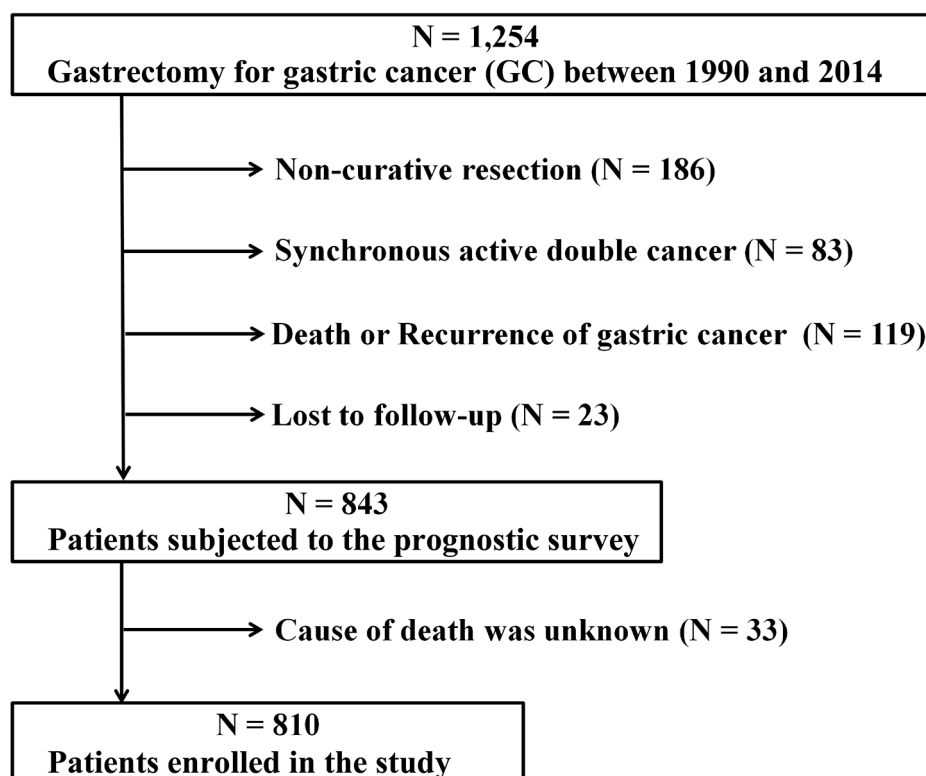 N = 1,254
Gastrectomy for gastric cancer (GC) between 1990 and 2014
Non-curative resection (N = 186)
Synchronous active double cancer (N = 83)
Death or Recurrence of gastric cancer (N = 119)
Lost to follow-up (N = 23)
N = 843
Patients subjected to the prognostic survey
Cause of death was unknown (N = 33)
N = 810
Patients enrolled in the study